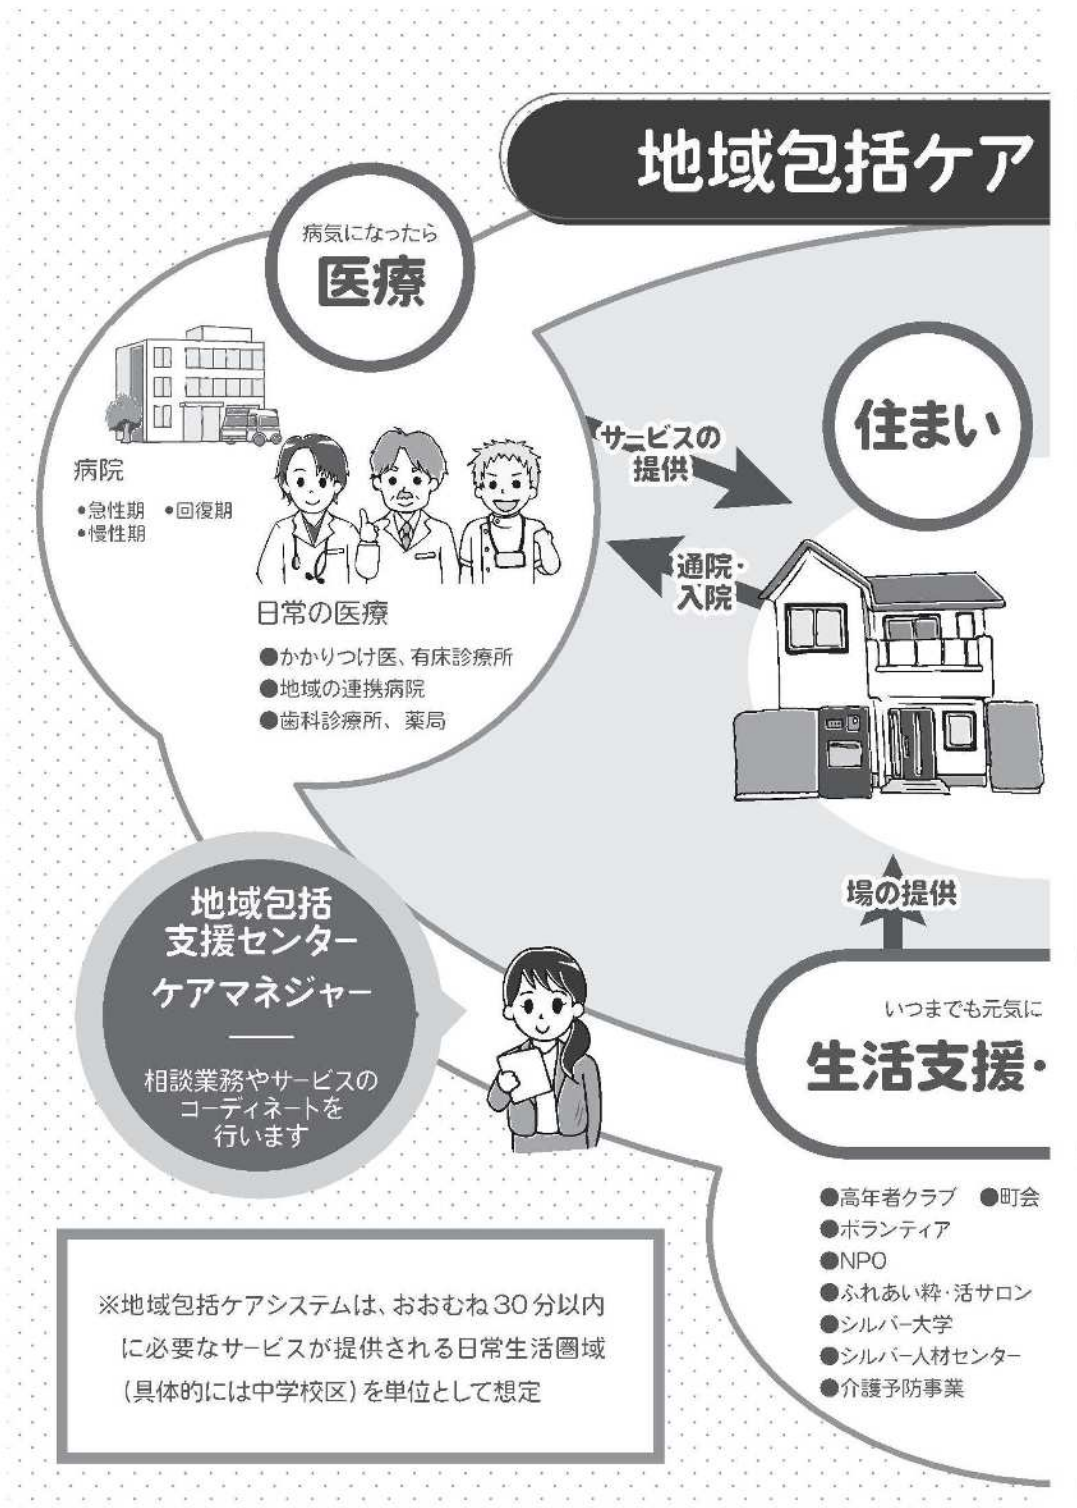 地域包括ケア
病気になったら
医療
住まい
サービスの
提供
病院
●急性期 ●回復期
●慢性期
通院・
入院
日常の医療
●かかりつけ医、有床診療所
●地域の連携病院
●歯科診療所、薬局
場の提供
地域包括
支援センター
ケアマネジャー
相談業務やサービスの
コーディネートを
行います
いつまでも元気に
生活支援・
●高年者クラブ ●町会
●ボランティア
●NPO
●ふれあい粋・活サロン
●シルバー大学
●シルバー人材センター
●介護予防事業
※地域包括ケアシステムは、おおむね30分以内
に必要なサービスが提供される日常生活圏域
(具体的には中学校区)を単位として想定